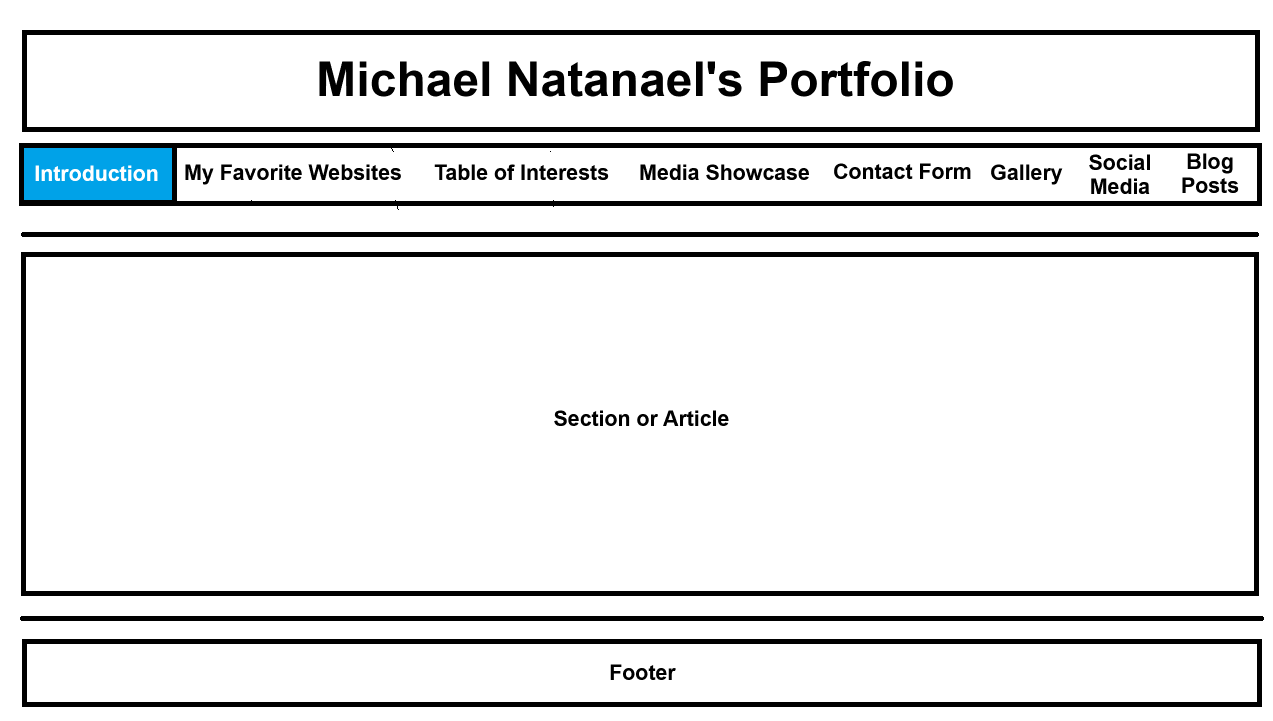 Michael Natanael's Portfolio
Introduction
My Favorite Websites
Table of Interests
Media Showcase
Contact Form
Gallery
Social
Media
Blog
Posts
Section or Article
Footer